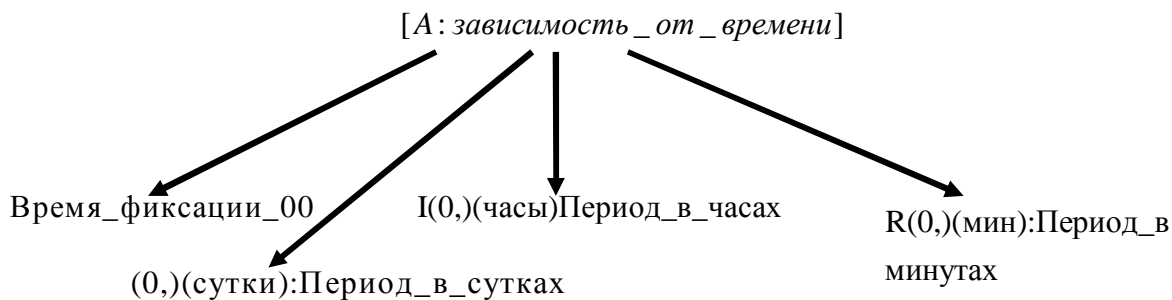 [A: зависимость_от_времени]
Время_фиксации_00
I(0,)(часы)Период_в_часах
R(0,)(мин):Период_в
минутах
(0,)(сутки):Период_в_сутках